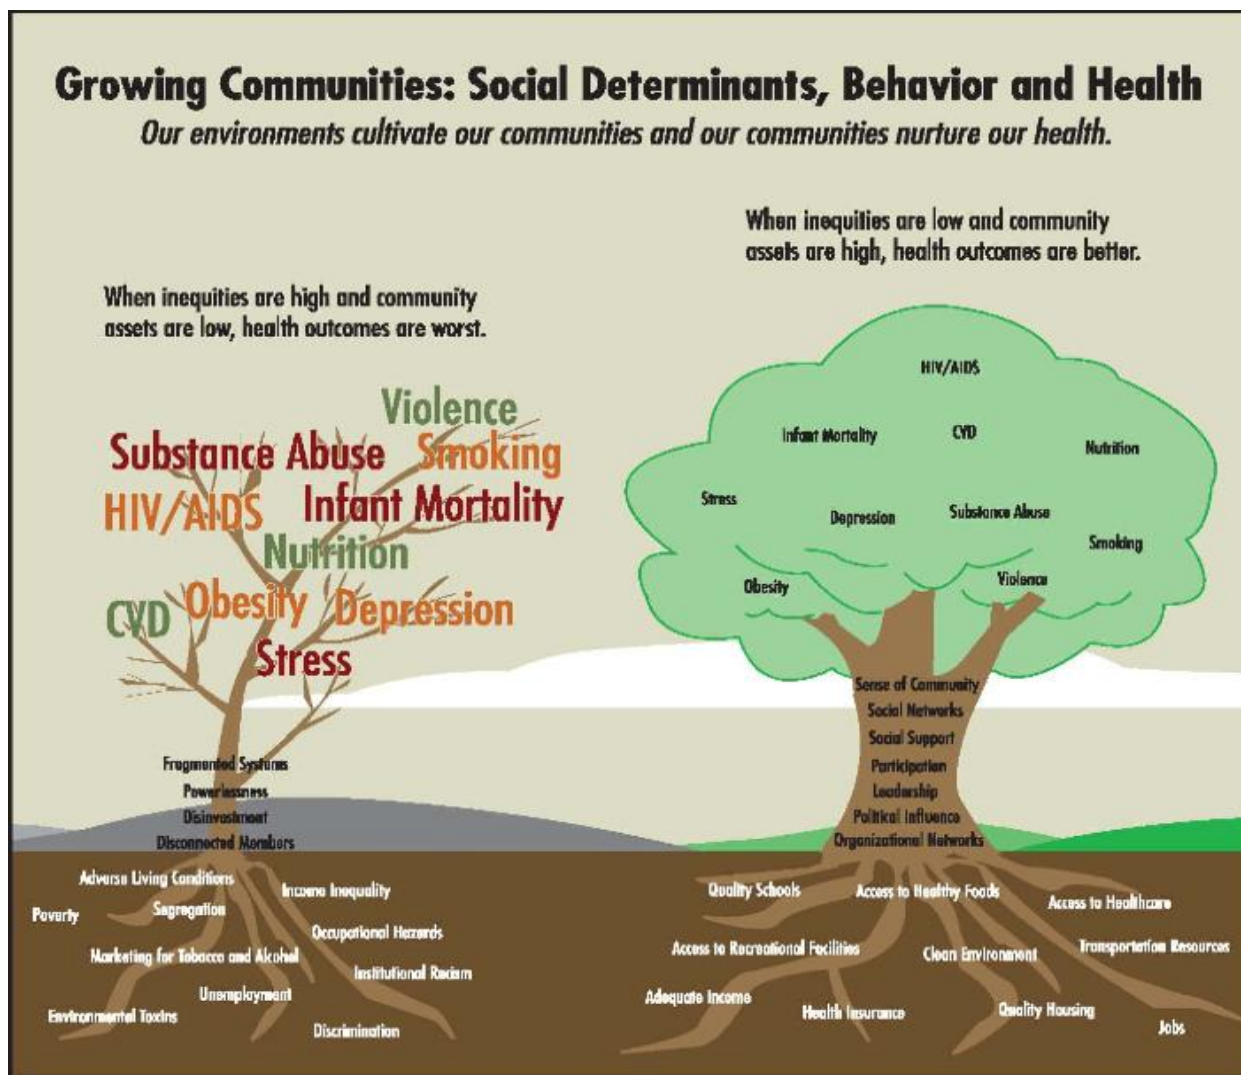 Growing Communities: Social Determinants, Behavior and Health
Our environments cultivate our communities and our communities nurture our health.
When inequities are high and community
assets are low, health outcomes are worst.
Violence
Substance Abuse
Smoking
HIV/AIDS
Infant Mortality
Nutrition
CVD
Obesity
Depression
Stress
Fragmented Systems
Powerlessness
Disinvestment
Disconnected Members
Adverse Living Conditions
Income Inequality
Poverty
Segregation
Occupational Hazards
Marketing for Tobacco and Alcohol
Institutional Racism
Unemployment
Environmental Toxins
Discrimination
When inequities are low and community
assets are high, health outcomes are better.
HIV/AIDS
Infant Mortality
CVD
Nutrition
Stress
Depression
Substance Abuse
Smoking
Obesity
Violence
Sense of Community
Social Networks
Social Support
Participation
Leadership
Political Influence
Organizational Networks
Quality Schools
Access to Healthy Foods
Access to Healthcare
Access to Recreational Facilities
Clean Environment
Transportation Resources
Adequate Income
Health Insurance
Quality Housing
Jobs